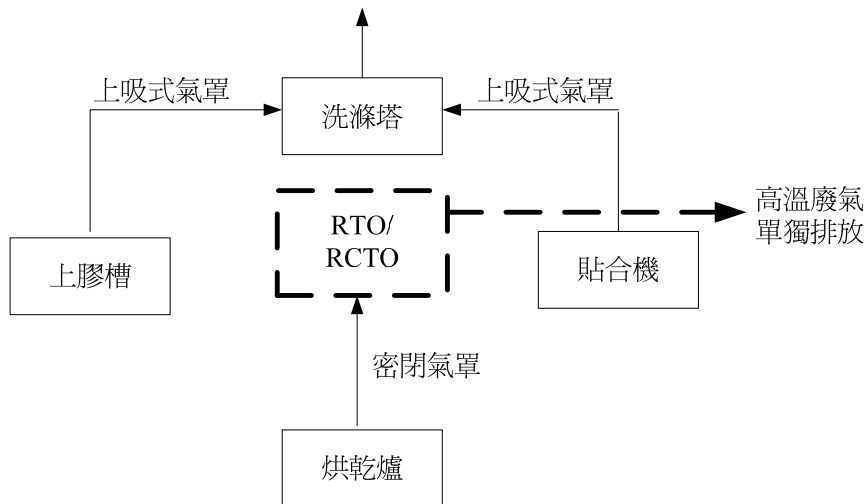 上吸式氣罩
洗滌塔
上吸式氣罩
RTO/
RCTO
高溫廢氣
單獨排放
上膠槽
貼合機
密閉氣罩
烘乾爐